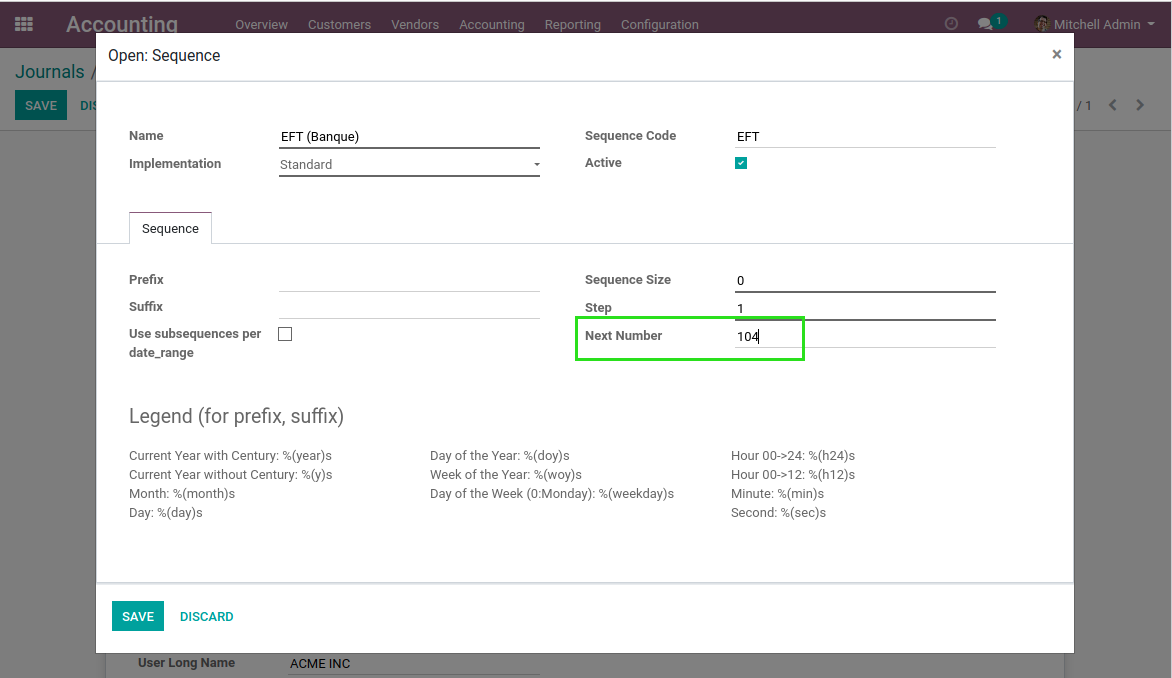 Accounting Overview Customers Vendors Accounting Reporting Configuration 1 Mitchell Admin
Journals /
SAVE
/ 1
Open: Sequence ×
Name EFT (Banque) Sequence Code EFT
Implementation Standard Active
Sequence
Prefix Sequence Size 0
Suffix Step 1
Use subsequences per
date_range
Next Number 104
Legend (for prefix, suffix)
Current Year with Century: %(year)s Day of the Year: %(doy)s Hour 00->24: %(h24)s
Current Year without Century: %(y)s Week of the Year: %(woy)s Hour 00->12: %(h12)s
Month: %(month)s Day of the Week (0:Monday): %(weekday)s Minute: %(min)s
Day: %(day)s Second: %(sec)s
SAVE DISCARD
User Long Name ACME INC